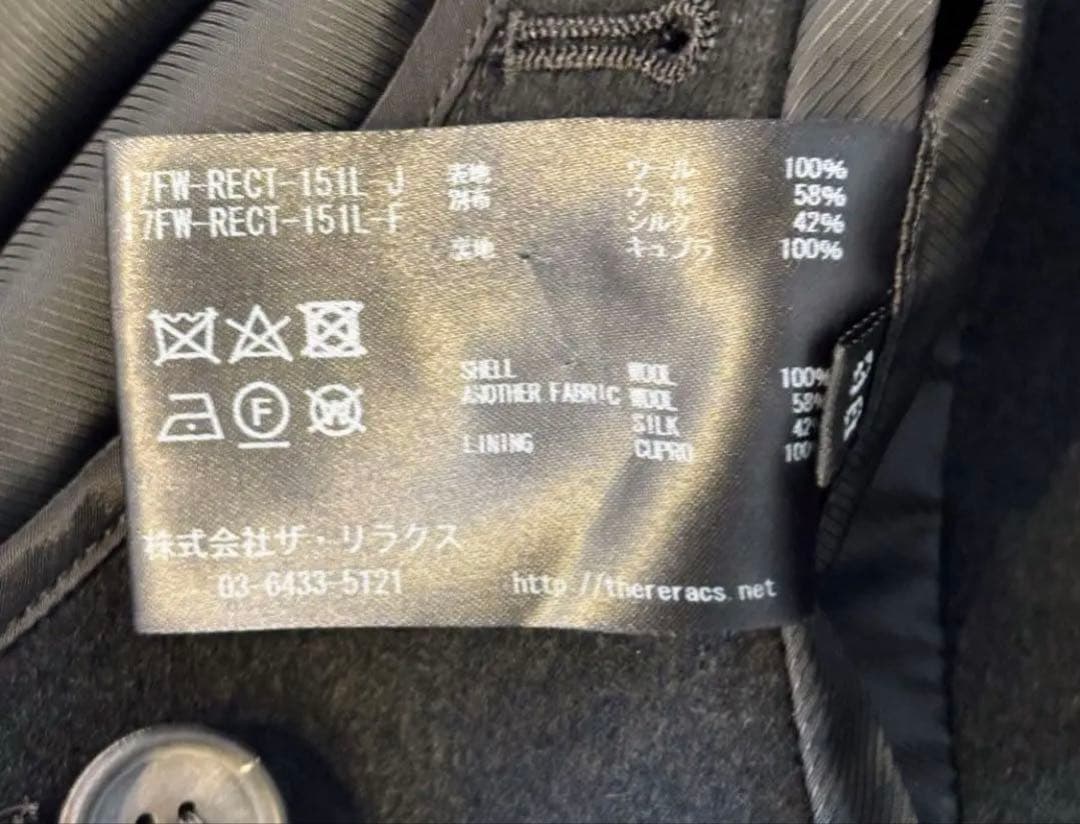 17FW-RECT-151L-J 表地 ウール 100%
17FW-RECT-151L-F 別布 ウール 58%
シルク 42%
裏地 キュプラ 100%
SHELL WOOL 100%
ANOTHER FABRIC WOOL 58%
SILK 42%
LINING CUPRO 100
F
W
株式会社ザ・リラクス
03-6433-5121 http://thereracs.net